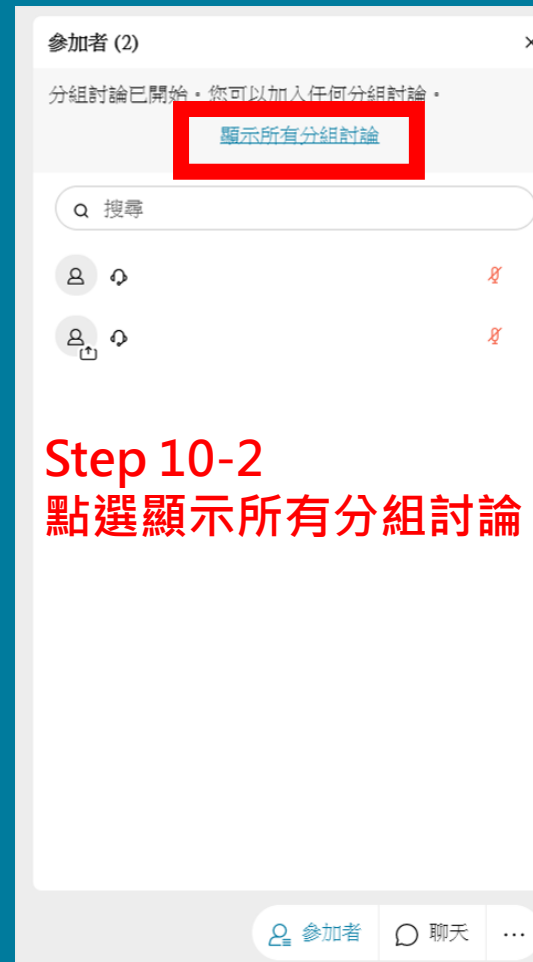 參加者 (2)
分組討論已開始。您可以加入任何分組討論。
顯示所有分組討論
搜尋
Step 10-2
點選顯示所有分組討論
參加者
聊天